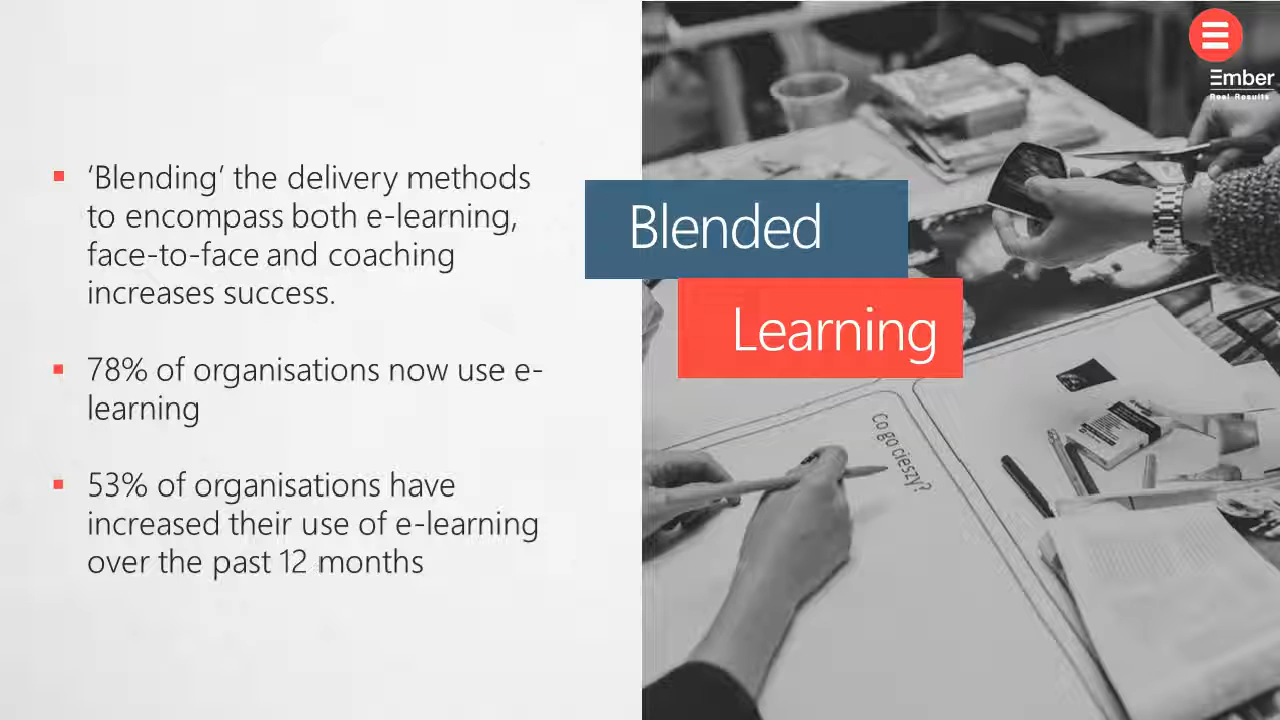 ‘Blending’ the delivery methods
to encompass both e-learning,
face-to-face and coaching
increases success.
78% of organisations now use e-
learning
53% of organisations have
increased their use of e-learning
over the past 12 months
Blended
Learning
Ember
Real Results
Co go cieszy?